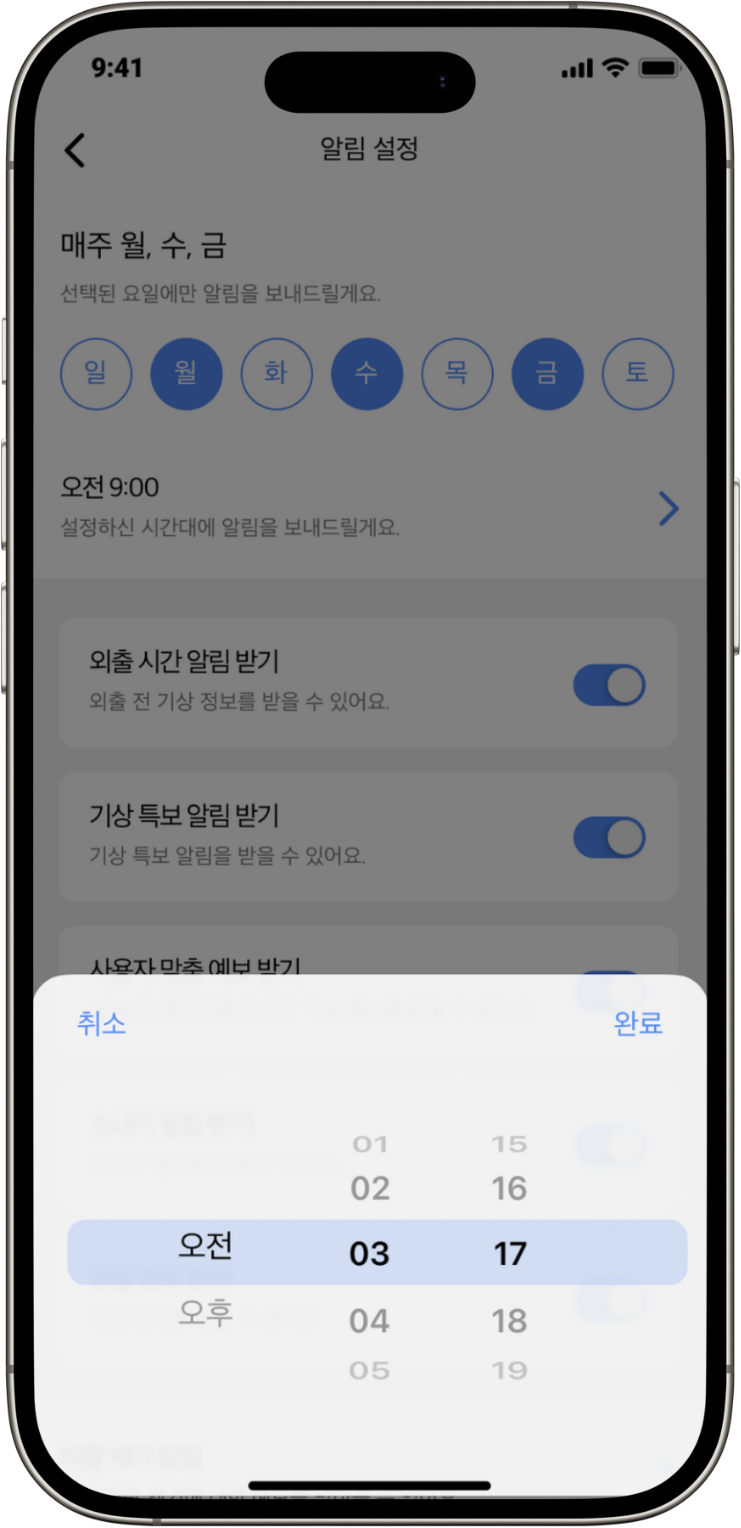 9:41
알림 설정
매주 월, 수, 금
선택된 요일에만 알림을 보내드릴게요.
일 월 화 수 목 금 토
오전 9:00
설정하신 시간대에 알림을 보내드릴게요.
외출 시간 알림 받기
외출 전 기상 정보를 받을 수 있어요.
기상 특보 알림 받기
기상 특보 알림을 받을 수 있어요.
사용자 맞춤 예보 받기
취소 완료
01 15
02 16
오전 03 17
오후 04 18
05 19